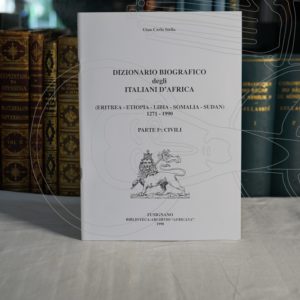 Gian Carlo Stella
DIZIONARIO BIOGRAFICO
degli
ITALIANI D'AFRICA
(ERITREA - ETIOPIA - LIBIA - SOMALIA - SUDAN)
1271 - 1990
PARTE Iª: CIVILI
FUSIGNANO
BIBLIOTECA-ARCHIVIO "AFRICANA"
1998